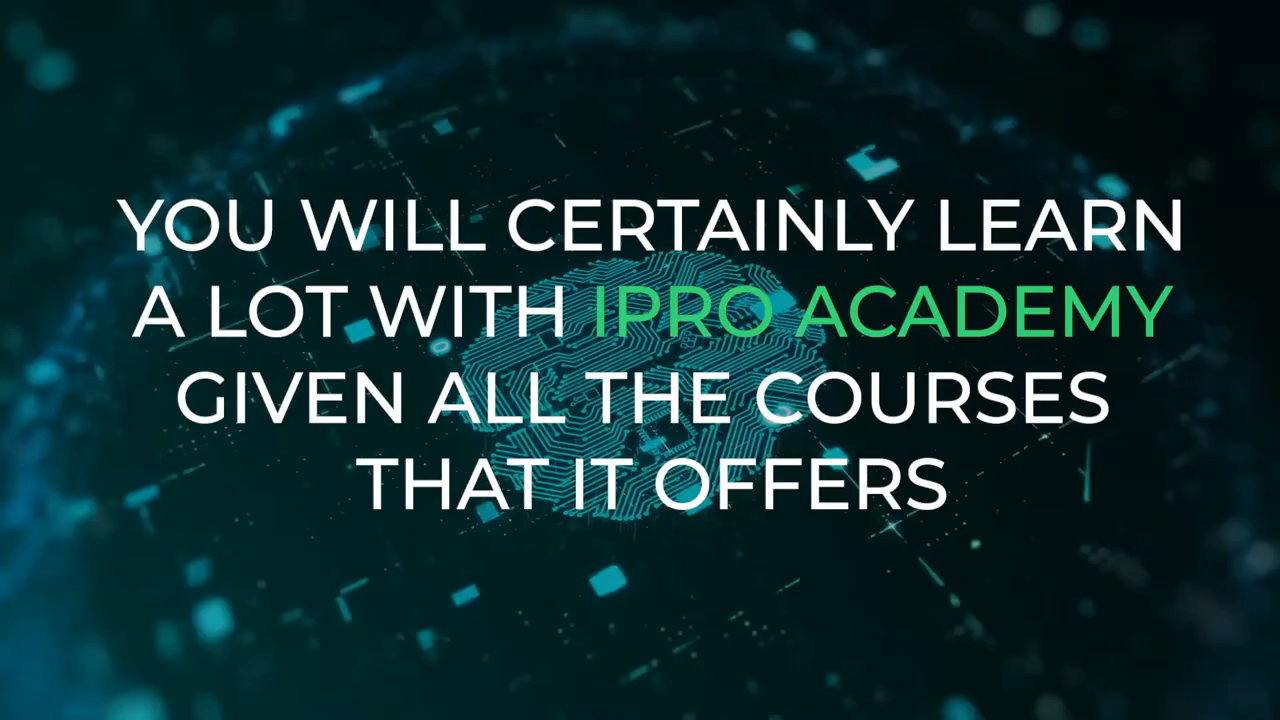 YOU WILL CERTAINLY LEARN
A LOT WITH IPRO ACADEMY
GIVEN ALL THE COURSES
THAT IT OFFERS